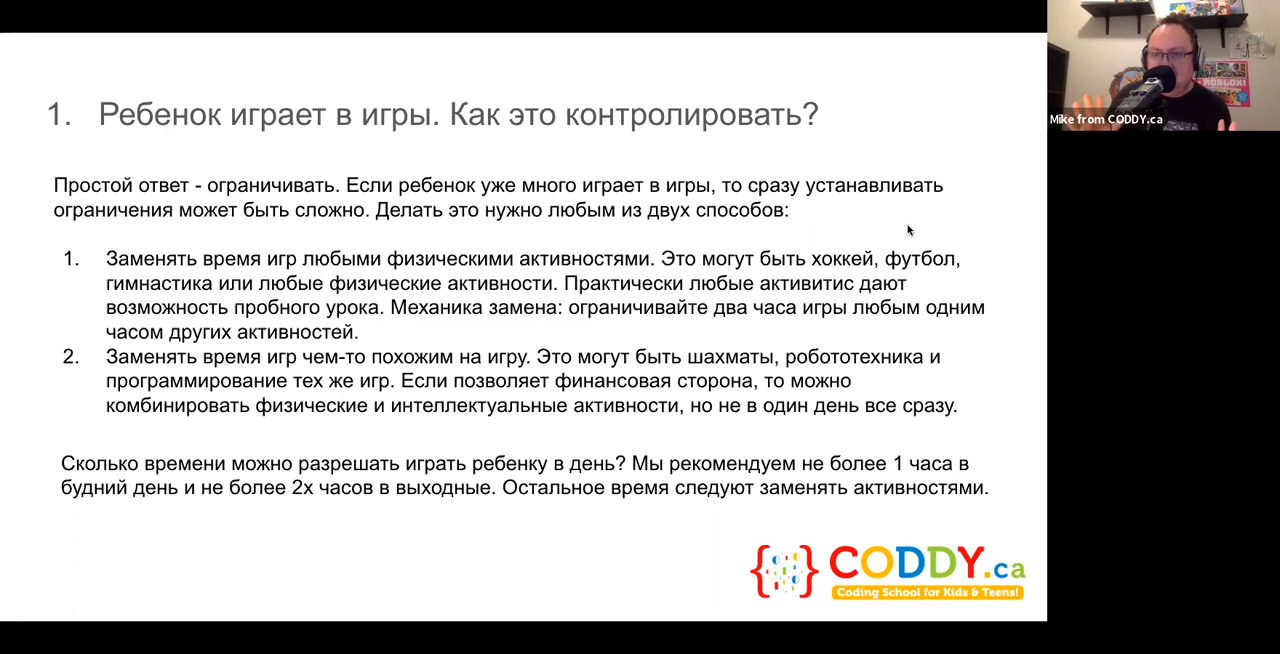 1. Ребенок играет в игры. Как это контролировать?
Простой ответ - ограничивать. Если ребенок уже много играет в игры, то сразу устанавливать
ограничения может быть сложно. Делать это нужно любым из двух способов:
1. Заменять время игр любыми физическими активностями. Это могут быть хоккей, футбол,
гимнастика или любые физические активности. Практически любые активитис дают
возможность пробного урока. Механика замена: ограничивайте два часа игры любым одним
часом других активностей.
2. Заменять время игр чем-то похожим на игру. Это могут быть шахматы, робототехника и
программирование тех же игр. Если позволяет финансовая сторона, то можно
комбинировать физические и интеллектуальные активности, но не в один день все сразу.
Сколько времени можно разрешать играть ребенку в день? Мы рекомендуем не более 1 часа в
будний день и не более 2х часов в выходные. Остальное время следуют заменять активностями.
CODDY.ca
Coding School for Kids & Teens!
ROBLOX!
Mike from CODDY.ca